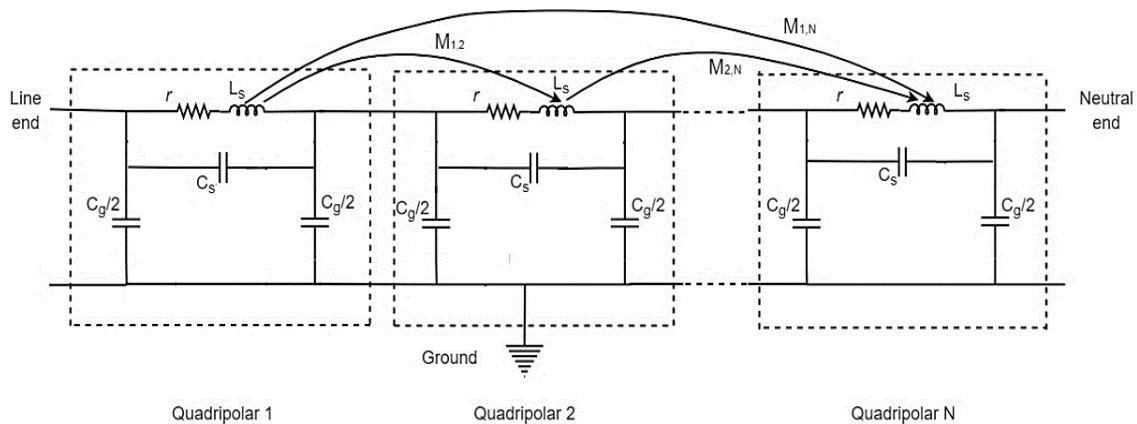 M1,N
M1,2
M2,N
Line end
r
Ls
r
Ls
r
Ls
Neutral end
Cs
Cs
Cs
Cg/2
Cg/2
Cg/2
Cg/2
Cg/2
Cg/2
Ground
Quadripolar 1
Quadripolar 2
Quadripolar N